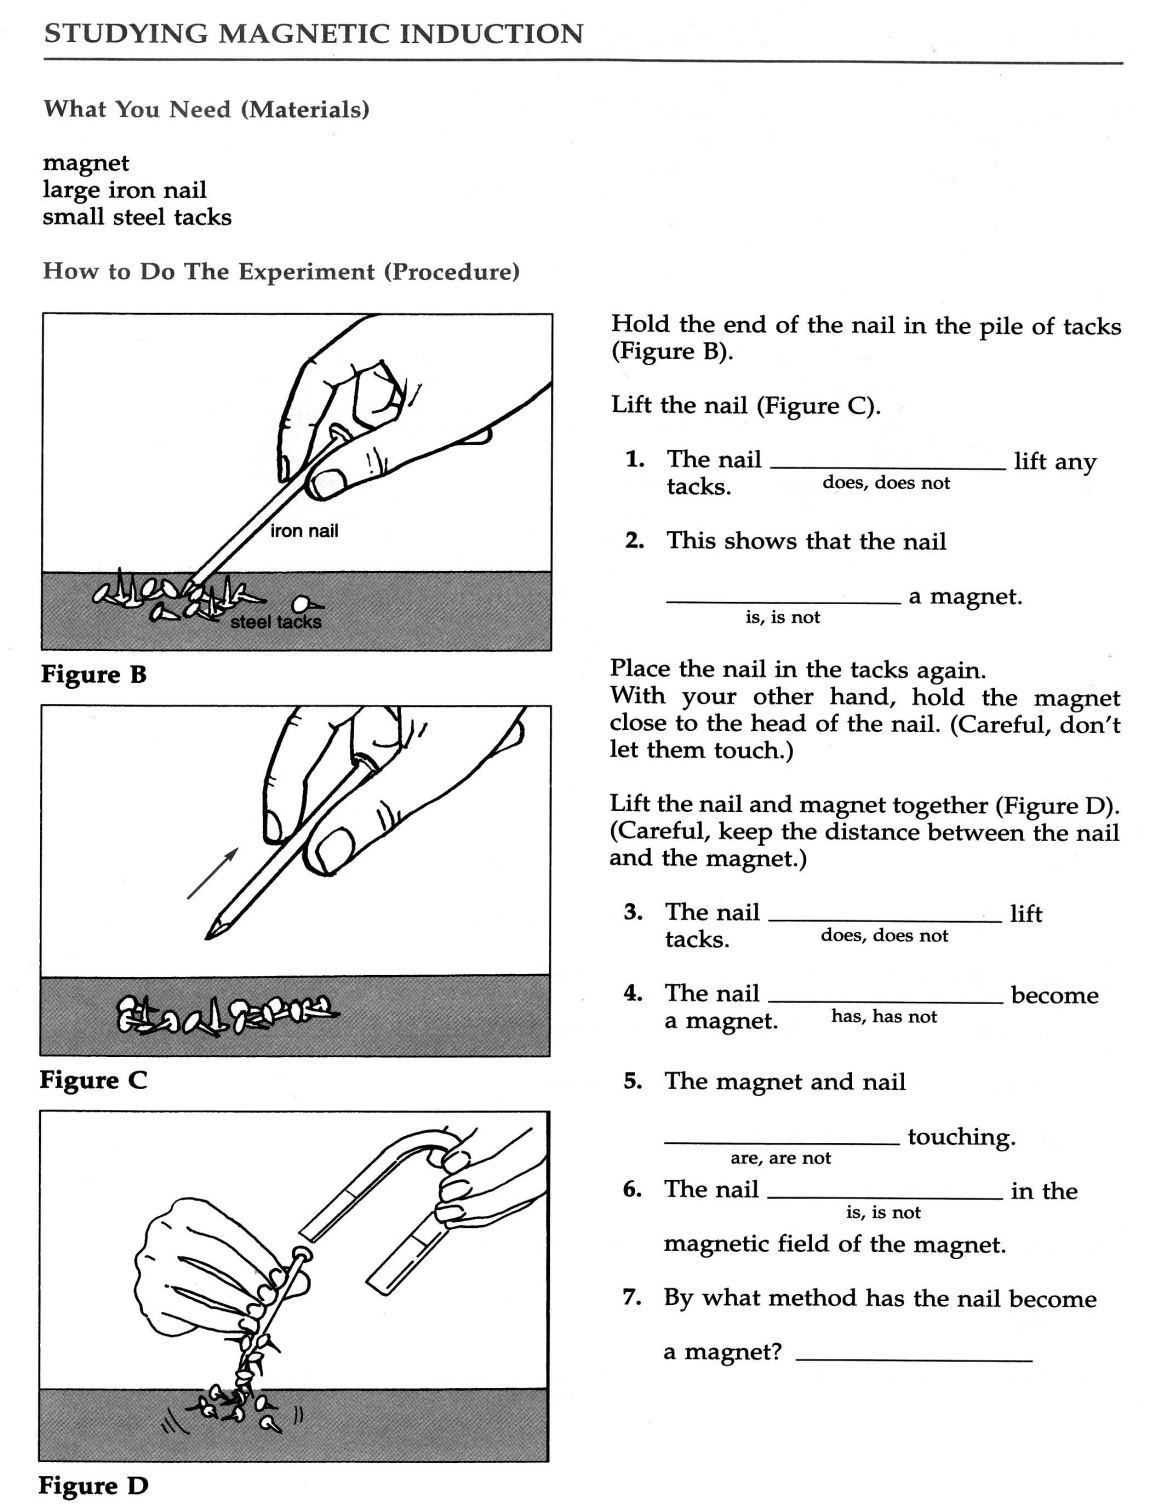 STUDYING MAGNETIC INDUCTION
What You Need (Materials)
magnet
large iron nail
small steel tacks
How to Do The Experiment (Procedure)
iron nail
steel tacks
Figure B
Figure C
Figure D
Hold the end of the nail in the pile of tacks
(Figure B).
Lift the nail (Figure C).
1. The nail ________ lift any
does, does not
tacks.
2. This shows that the nail
________ a magnet.
is, is not
Place the nail in the tacks again.
With your other hand, hold the magnet
close to the head of the nail. (Careful, don't
let them touch.)
Lift the nail and magnet together (Figure D).
(Careful, keep the distance between the nail
and the magnet.)
3. The nail ________ lift
does, does not
tacks.
4. The nail ________ become
has, has not
a magnet.
5. The magnet and nail
________ touching.
are, are not
6. The nail ________ in the
is, is not
magnetic field of the magnet.
7. By what method has the nail become
a magnet? ________